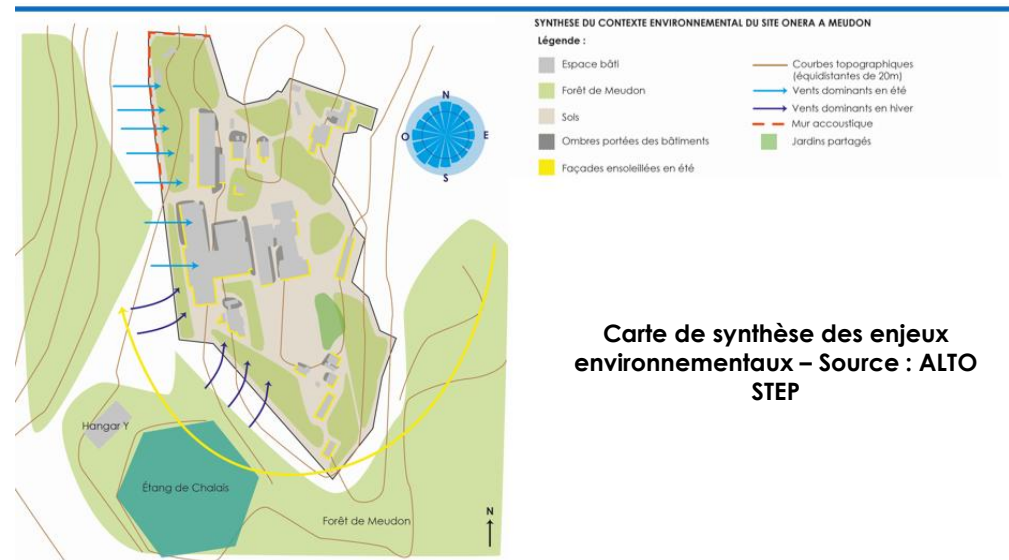 SYNTHESE DU CONTEXTE ENVIRONNEMENTAL DU SITE ONERA A MEUDON
Légende :
Espace bâti
Forêt de Meudon
Sols
Ombres portées des bâtiments
Façades ensoleillées en été
Courbes topographiques
(équidistantes de 20m)
Vents dominants en été
Vents dominants en hiver
Mur accoustique
Jardins partagés
N
O
E
S
Carte de synthèse des enjeux
environnementaux – Source : ALTO
STEP
Hangar Y
Étang de Chalais
Forêt de Meudon
N